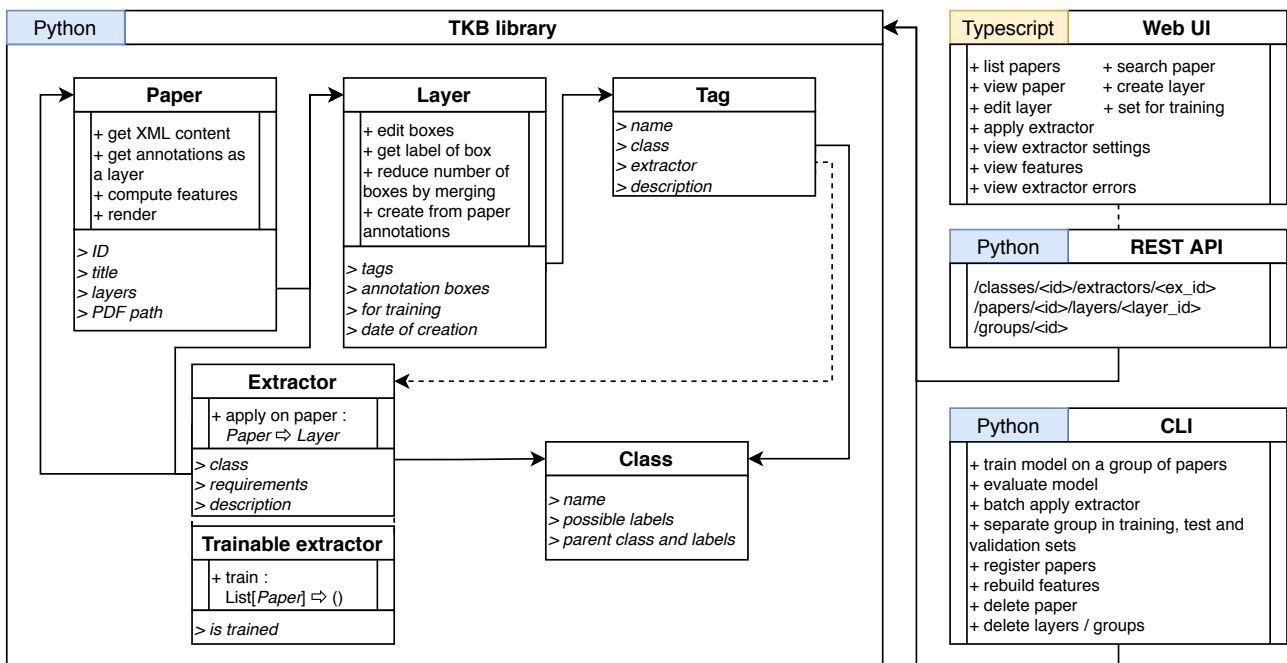 Python
TKB library
Paper
+ get XML content
+ get annotations as
a layer
+ compute features
+ render
> ID
> title
> layers
> PDF path
Layer
+ edit boxes
+ get label of box
+ reduce number of
boxes by merging
+ create from paper
annotations
> tags
> annotation boxes
> for training
> date of creation
Tag
> name
> class
> extractor
> description
Extractor
+ apply on paper :
Paper ⇨ Layer
> class
> requirements
> description
Trainable extractor
+ train :
List[Paper] ⇨ ()
> is trained
Class
> name
> possible labels
> parent class and labels
Typescript
Web UI
+ list papers + search paper
+ view paper + create layer
+ edit layer + set for training
+ apply extractor
+ view extractor settings
+ view features
+ view extractor errors
Python
REST API
/classes/<id>/extractors/<ex_id>
/papers/<id>/layers/<layer_id>
/groups/<id>
Python
CLI
+ train model on a group of papers
+ evaluate model
+ batch apply extractor
+ separate group in training, test and
validation sets
+ register papers
+ rebuild features
+ delete paper
+ delete layers / groups